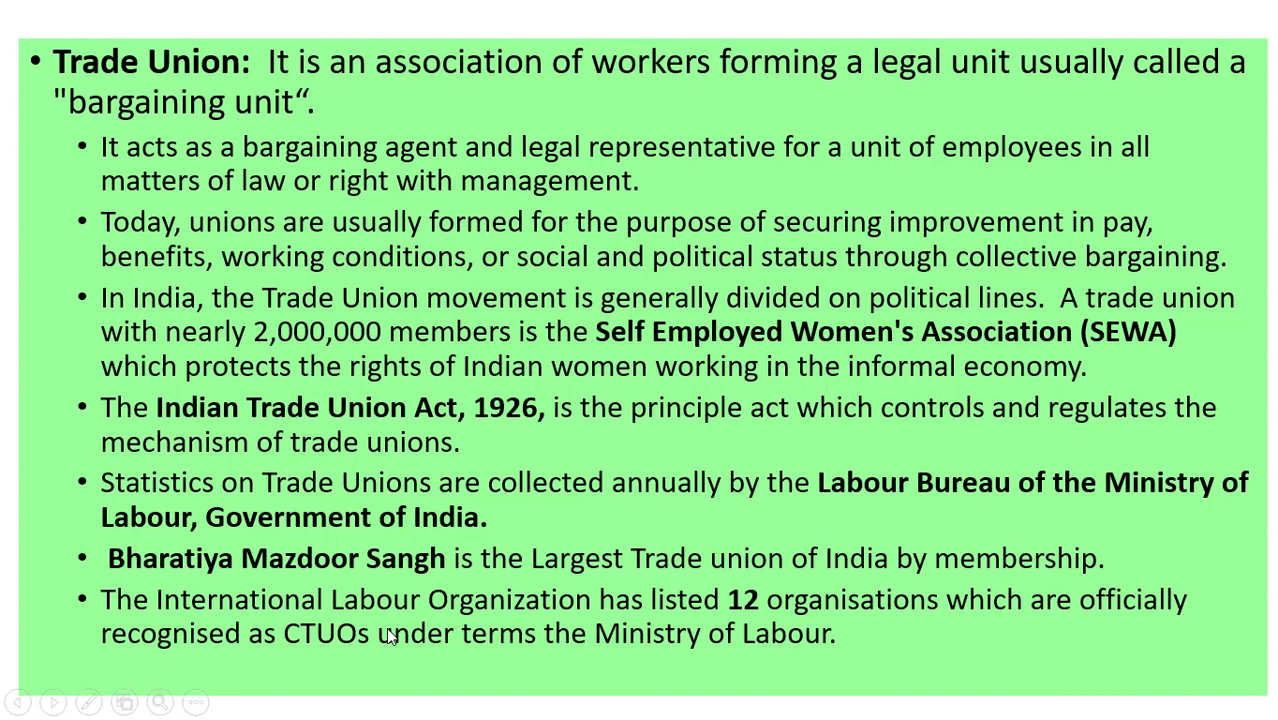 • Trade Union:  It is an association of workers forming a legal unit usually called a
"bargaining unit“.
• It acts as a bargaining agent and legal representative for a unit of employees in all
matters of law or right with management.
• Today, unions are usually formed for the purpose of securing improvement in pay,
benefits, working conditions, or social and political status through collective bargaining.
• In India, the Trade Union movement is generally divided on political lines.  A trade union
with nearly 2,000,000 members is the Self Employed Women's Association (SEWA)
which protects the rights of Indian women working in the informal economy.
• The Indian Trade Union Act, 1926, is the principle act which controls and regulates the
mechanism of trade unions.
• Statistics on Trade Unions are collected annually by the Labour Bureau of the Ministry of
Labour, Government of India.
• Bharatiya Mazdoor Sangh is the Largest Trade union of India by membership.
• The International Labour Organization has listed 12 organisations which are officially
recognised as CTUOs under terms the Ministry of Labour.